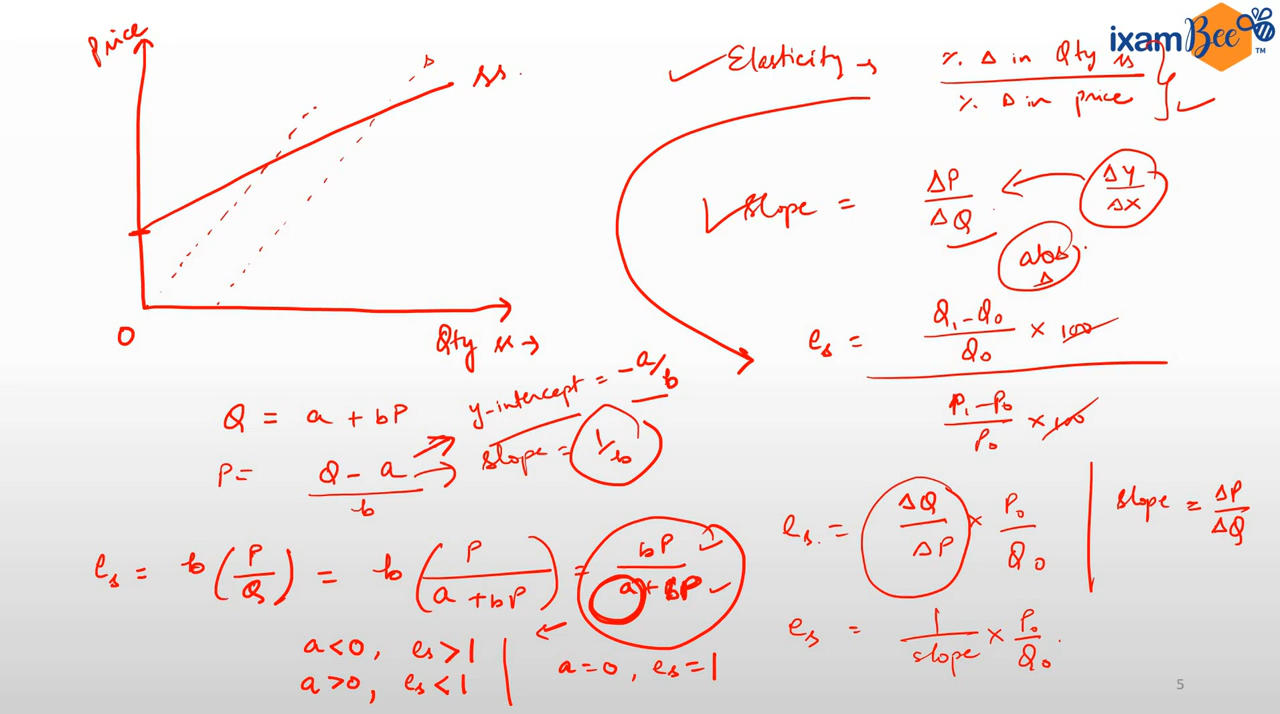 ixamBee™
Price
ss.
O
Qty ss →
Elasticity → % Δ in Qty ss / % Δ in price
Slope = ΔP/ΔQ ← ΔY/ΔX
abs Δ
es = (Q1 - Q0)/Q0 × 100 / (P1 - P0)/P0 × 100
Q = a + bP
y-intercept = -a/b
P = Q - a / b
slope = 1/b
es = ΔQ/ΔP × P0/Q0
slope = ΔP/ΔQ
es = b (P/Q) = b (P / a + bP) = bP / a + bP
es = 1/slope × P0/Q0.
a < 0, es > 1
a > 0, es < 1
a = 0, es = 1
5